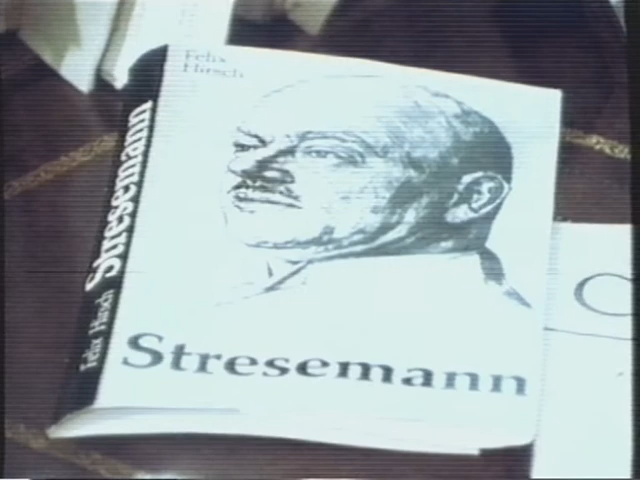 Felix
Hirsch
Stresemann
Felix Hirsch Stresemann
C